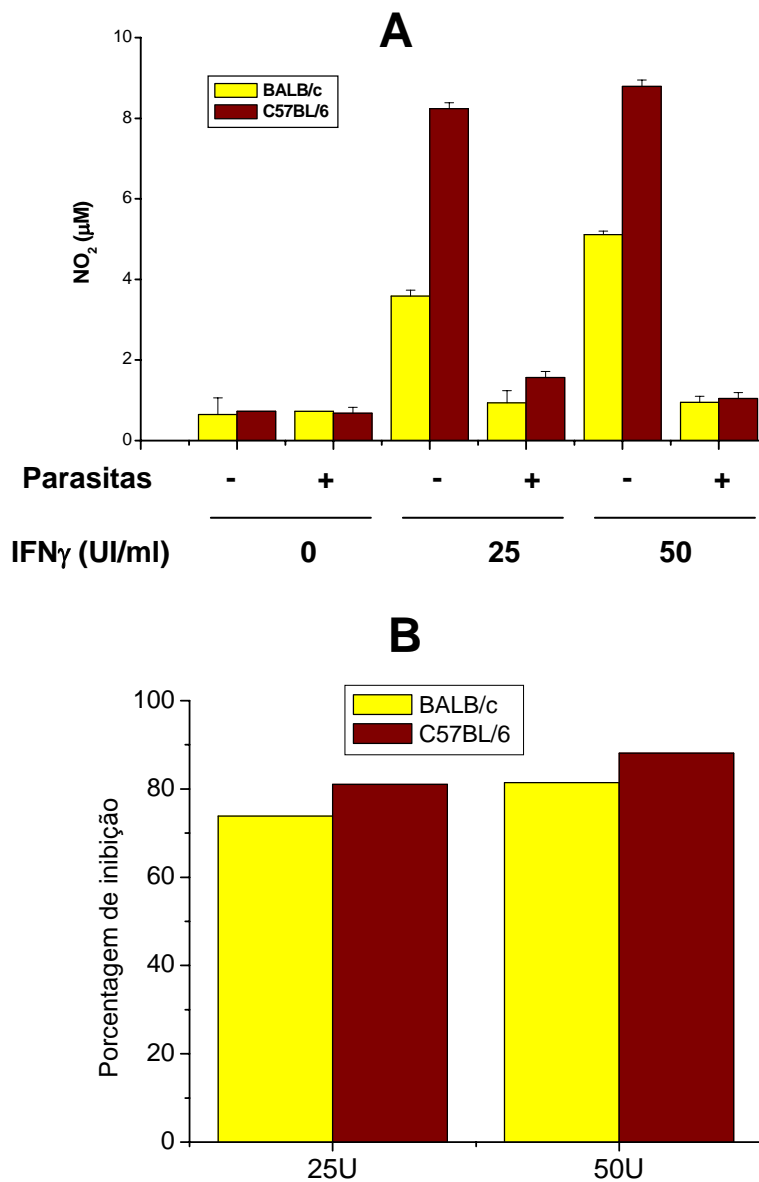 A
10
8
6
4
2
0
NO2 (μM)
BALB/c
C57BL/6
Parasitas - + - + - +
IFNγ (UI/ml) 0 25 50
B
100
80
60
40
20
0
Porcentagem de inibição
BALB/c
C57BL/6
25U 50U